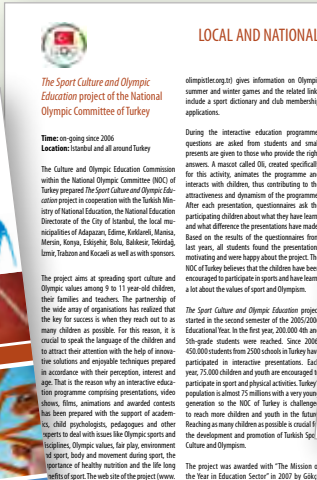 LOCAL AND NATIONAL
The Sport Culture and Olympic
Education project of the National
Olympic Committee of Turkey
Time: on-going since 2006
Location: Istanbul and all around Turkey
The Culture and Olympic Education Commission
within the National Olympic Committee (NOC) of
Turkey prepared The Sport Culture and Olympic Edu-
cation project in cooperation with the Turkish Min-
istry of National Education, the National Education
Directorate of the City of Istanbul, the local mu-
nicipalities of Adapazarı, Edirne, Kırklareli, Manisa,
Mersin, Konya, Eskişehir, Bolu, Balıkesir, Tekirdağ,
İzmir, Trabzon and Kocaeli as well as with sponsors.
The project aims at spreading sport culture and
Olympic values among 9 to 11 year-old children,
their families and teachers. The partnership of
the wide array of organisations has realized that
the key for success is when they reach out to as
many children as possible. For this reason, it is
crucial to speak the language of the children and
to attract their attention with the help of innova-
tive solutions and enjoyable techniques prepared
in accordance with their perception, interest and
age. That is the reason why an interactive educa-
tion programme comprising presentations, video
shows, films, animations and awarded contests
has been prepared with the support of academ-
ics, child psychologists, pedagogues and other
experts to deal with issues like Olympic sports and
disciplines, Olympic values, fair play, environment
and sport, body and movement during sport, the
importance of healthy nutrition and the life long
benefits of sport. The web site of the project (www.
olimpistler.org.tr) gives information on Olympi
summer and winter games and the related link
include a sport dictionary and club membershi
applications.
During the interactive education programme
questions are asked from students and smal
presents are given to those who provide the righ
answers. A mascot called Oli, created specificall
for this activity, animates the programme an
interacts with children, thus contributing to th
attractiveness and dynamism of the programme
After each presentation, questionnaires ask th
participating children about what they have learn
and what difference the presentations have made
Based on the results of the questionnaires from
last years, all students found the presentation
motivating and were happy about the project. Th
NOC of Turkey believes that the children have been
encouraged to participate in sports and have learn
a lot about the values of sport and Olympism.
The Sport Culture and Olympic Education projec
started in the second semester of the 2005/200
Educational Year. In the first year, 200.000 4th an
5th-grade students were reached. Since 2006
450.000 students from 2500 schools in Turkey hav
participated in interactive presentations. Eac
year, 75.000 children and youth are encouraged t
participate in sport and physical activities. Turkey'
population is almost 75 millions with a very youn
generation so the NOC of Turkey is challenge
to reach more children and youth in the futur
Reaching as many children as possible is crucial f
the development and promotion of Turkish Spo
Culture and Olympism.
The project was awarded with "The Mission o
the Year in Education Sector" in 2007 by Gökç